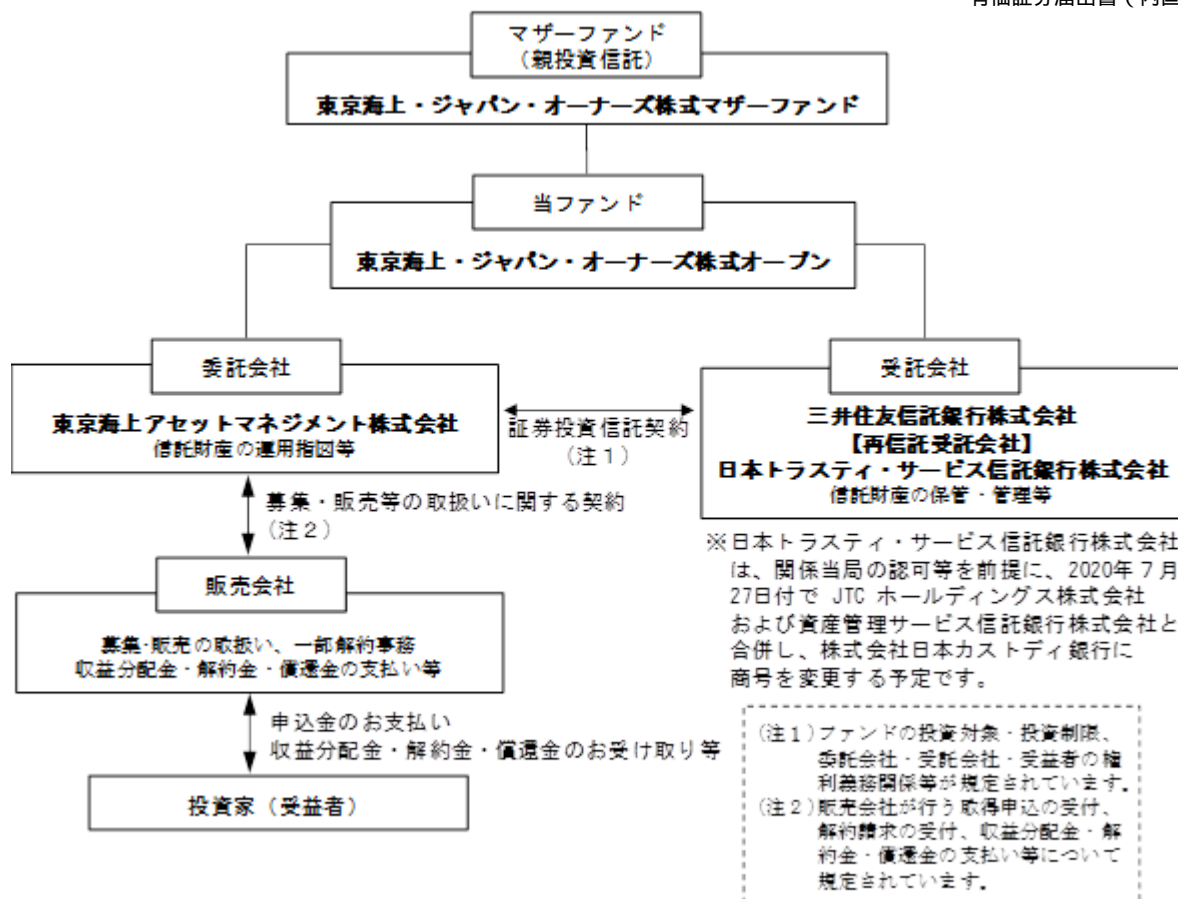 マザーファンド
（親投資信託）
東京海上・ジャパン・オーナーズ株式マザーファンド
当ファンド
東京海上・ジャパン・オーナーズ株式オープン
委託会社
東京海上アセットマネジメント株式会社
信託財産の運用指図等
証券投資信託契約
（注１）
受託会社
三井住友信託銀行株式会社
【再信託受託会社】
日本トラスティ・サービス信託銀行株式会社
信託財産の保管・管理等
募集・販売等の取扱いに関する契約
（注２）
販売会社
募集・販売の取扱い、一部解約事務
収益分配金・解約金・償還金の支払い等
申込金のお支払い
収益分配金・解約金・償還金のお受け取り等
投資家（受益者）
※日本トラスティ・サービス信託銀行株式会社
は、関係当局の認可等を前提に、2020年７月
27日付で JTC ホールディングス株式会社
および資産管理サービス信託銀行株式会社と
合併し、株式会社日本カストディ銀行に
商号を変更する予定です。
（注１）ファンドの投資対象・投資制限、
委託会社・受託会社・受益者の権
利義務関係等が規定されています。
（注２）販売会社が行う取得申込の受付、
解約請求の受付、収益分配金・解
約金・償還金の支払い等について
規定されています。